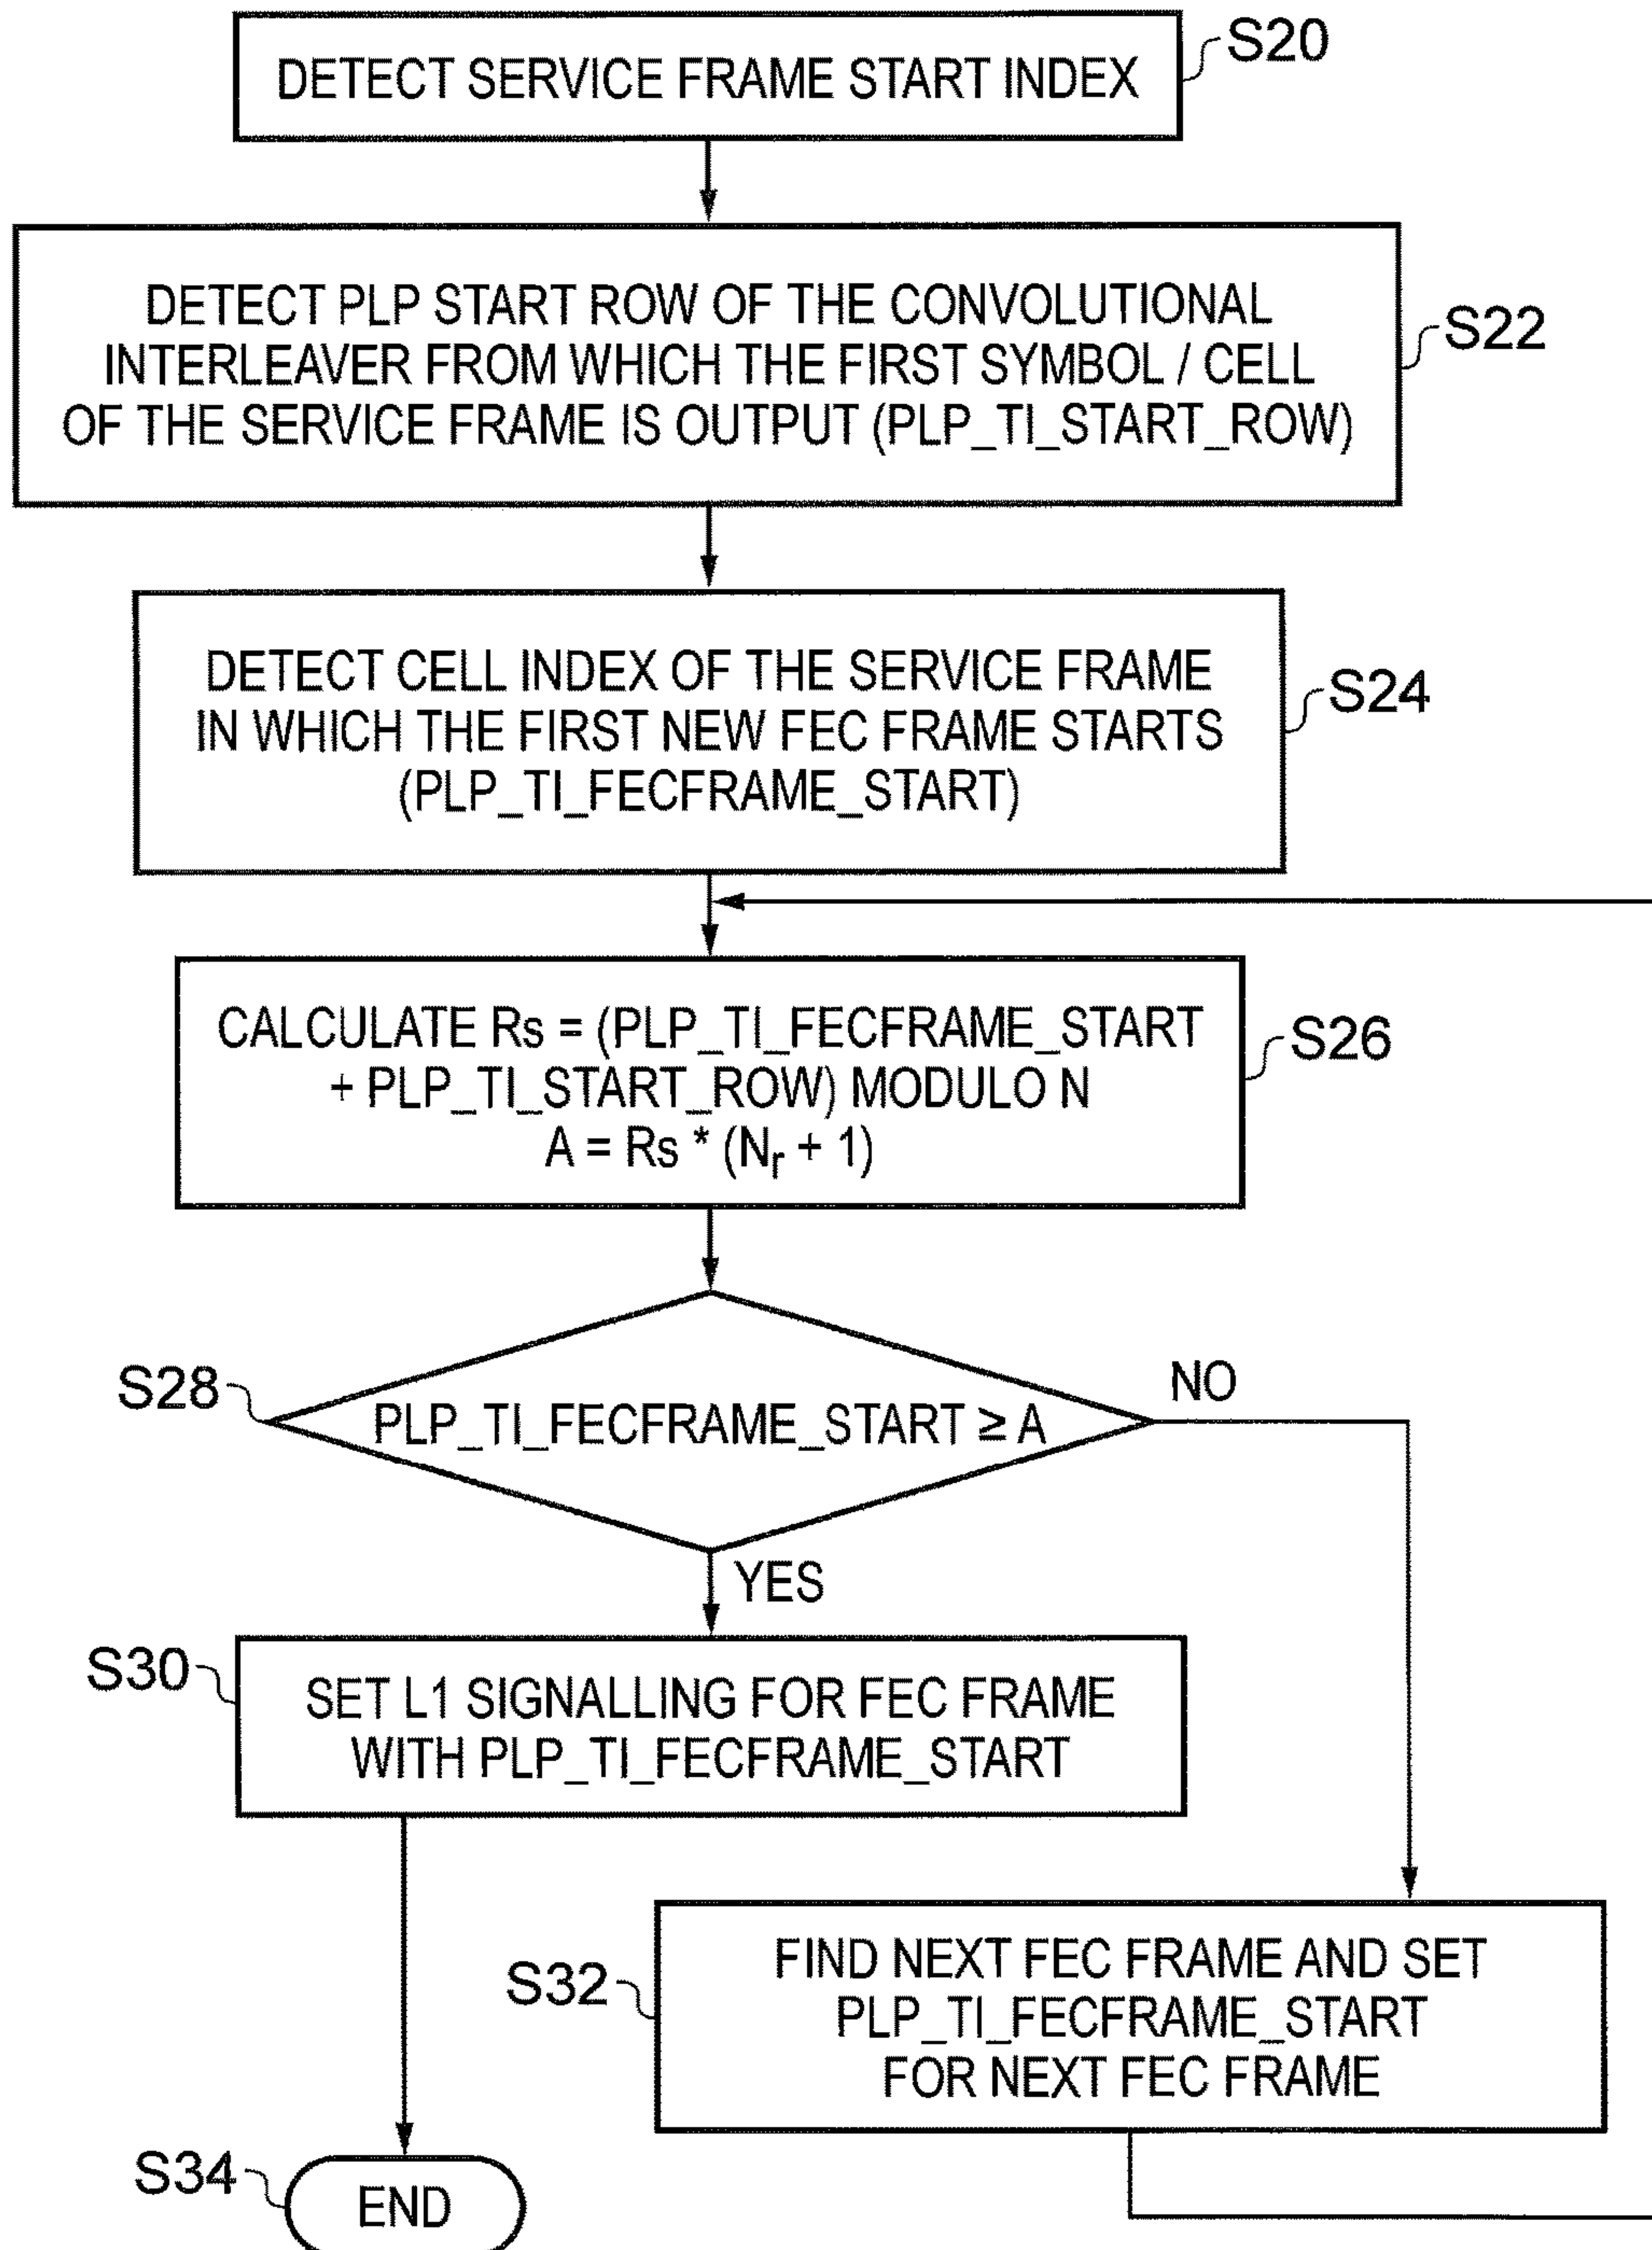 DETECT SERVICE FRAME START INDEX
S20
DETECT PLP START ROW OF THE CONVOLUTIONAL
INTERLEAVER FROM WHICH THE FIRST SYMBOL / CELL
OF THE SERVICE FRAME IS OUTPUT (PLP_TI_START_ROW)
S22
DETECT CELL INDEX OF THE SERVICE FRAME
IN WHICH THE FIRST NEW FEC FRAME STARTS
(PLP_TI_FECFRAME_START)
S24
CALCULATE Rs = (PLP_TI_FECFRAME_START
+ PLP_TI_START_ROW) MODULO N
A = Rs * (Nr + 1)
S26
S28
PLP_TI_FECFRAME_START ≥ A
NO
YES
S30
SET L1 SIGNALLING FOR FEC FRAME
WITH PLP_TI_FECFRAME_START
S32
FIND NEXT FEC FRAME AND SET
PLP_TI_FECFRAME_START
FOR NEXT FEC FRAME
S34
END